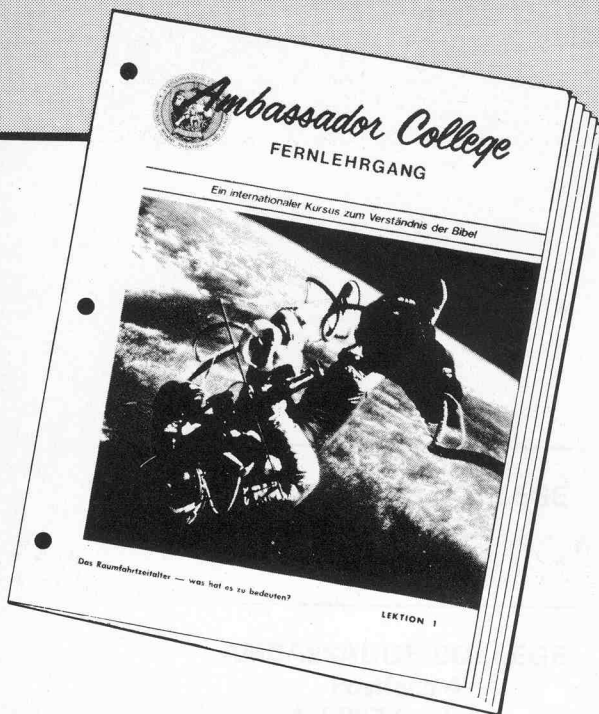 Ambassador College
FERNLEHRGANG
Ein internationaler Kursus zum Verständnis der Bibel
Das Raumfahrtzeitalter — was hat es zu bedeuten?
LEKTION 1